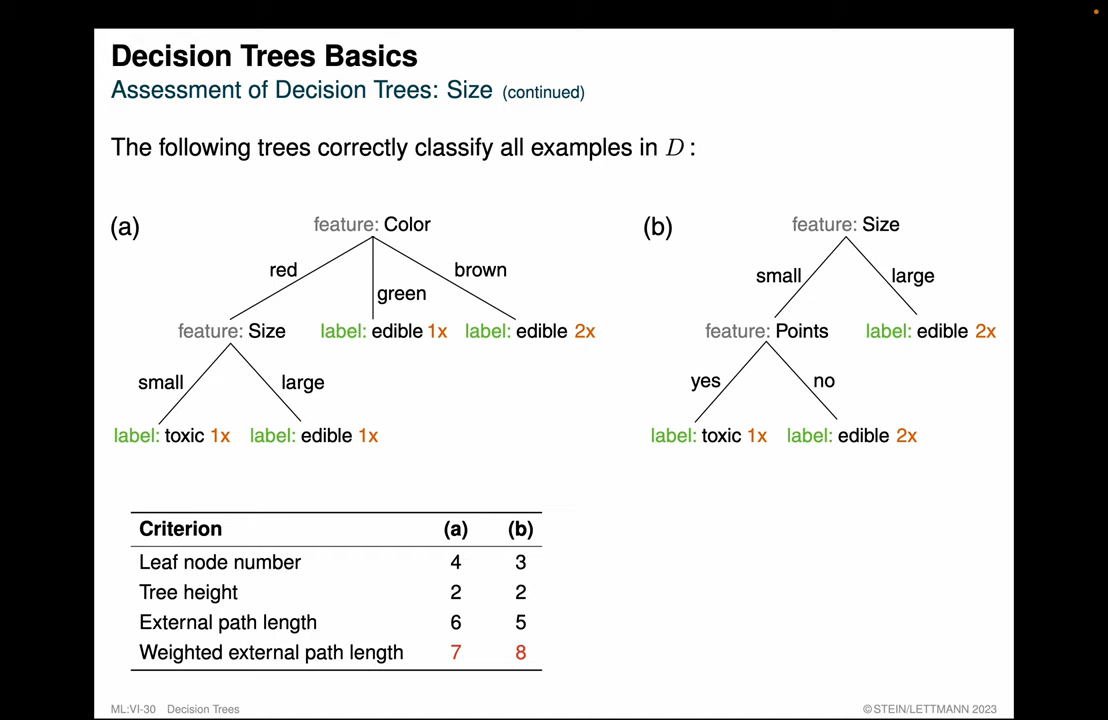 Decision Trees Basics
Assessment of Decision Trees: Size (continued)
The following trees correctly classify all examples in D :
(a)
feature: Color
red
green
brown
feature: Size
label: edible 1x
label: edible 2x
small
large
label: toxic 1x
label: edible 1x
(b)
feature: Size
small
large
feature: Points
label: edible 2x
yes
no
label: toxic 1x
label: edible 2x
Criterion (a) (b)
Leaf node number 4 3
Tree height 2 2
External path length 6 5
Weighted external path length 7 8
ML:VI-30 Decision Trees
©STEIN/LETTMANN 2023